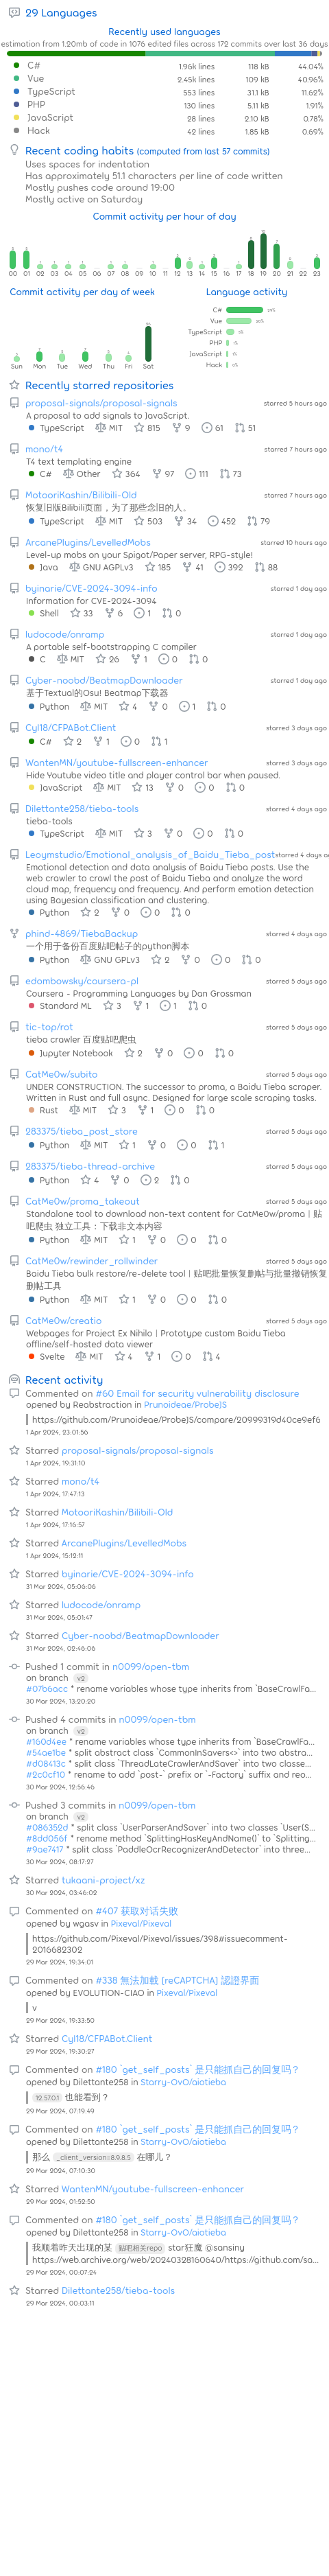 29 Languages
Recently used languages
estimation from 1.20mb of code in 1076 edited files across 172 commits over last 36 days
C# 1.96k lines 118 kB 44.04%
Vue 2.45k lines 109 kB 40.96%
TypeScript 553 lines 31.1 kB 11.62%
PHP 130 lines 5.11 kB 1.91%
JavaScript 28 lines 2.10 kB 0.78%
Hack 42 lines 1.85 kB 0.69%
Recent coding habits (computed from last 57 commits)
Uses spaces for indentation
Has approximately 51.1 characters per line of code written
Mostly pushes code around 19:00
Mostly active on Saturday
Commit activity per hour of day
00 01 02 03 04 05 06 07 08 09 10 11 12 13 14 15 16 17 18 19 20 21 22 23
Commit activity per day of week
Sun Mon Tue Wed Thu Fri Sat
Language activity
C#
Vue
TypeScript
PHP
JavaScript
Hack
Recently starred repositories
proposal-signals/proposal-signals starred 5 hours ago
A proposal to add signals to JavaScript.
TypeScript MIT 815 9 61 51
mono/t4 starred 7 hours ago
T4 text templating engine
C# Other 364 97 111 73
MotooriKashin/Bilibili-Old starred 7 hours ago
恢复旧版Bilibili页面，为了那些念旧的人。
TypeScript MIT 503 34 452 79
ArcanePlugins/LevelledMobs starred 10 hours ago
Level-up mobs on your Spigot/Paper server, RPG-style!
Java GNU AGPLv3 185 41 392 88
byinarie/CVE-2024-3094-info starred 1 day ago
Information for CVE-2024-3094
Shell 33 6 1 0
ludocode/onramp starred 1 day ago
A portable self-bootstrapping C compiler
C MIT 26 1 0 0
Cyber-noobd/BeatmapDownloader starred 1 day ago
基于Textual的Osu! Beatmap下载器
Python MIT 4 0 1 0
Cyl18/CFPABot.Client starred 3 days ago
C# 2 1 0 1
WantenMN/youtube-fullscreen-enhancer starred 3 days ago
Hide Youtube video title and player control bar when paused.
JavaScript MIT 13 0 0 0
Dilettante258/tieba-tools starred 4 days ago
tieba-tools
TypeScript MIT 3 0 0 0
Leoymstudio/Emotional_analysis_of_Baidu_Tieba_post starred 4 days
Emotional detection and data analysis of Baidu Tieba posts. Use the
web crawler to crawl the post of Baidu Tieba and analyze the word
cloud map, frequency and frequency. And perform emotion detection
using Bayesian classification and clustering.
Python 2 0 0 0
phind-4869/TiebaBackup starred 4 days ago
一个用于备份百度贴吧帖子的python脚本
Python GNU GPLv3 2 0 0 0
edombowsky/coursera-pl starred 5 days ago
Coursera - Programming Languages by Dan Grossman
Standard ML 3 1 1 0
tic-top/rot starred 5 days ago
tieba crawler 百度贴吧爬虫
Jupyter Notebook 2 0 0 0
CatMe0w/subito starred 5 days ago
UNDER CONSTRUCTION. The successor to proma, a Baidu Tieba scraper.
Written in Rust and full async. Designed for large scale scraping tasks.
Rust MIT 3 1 0 0
283375/tieba_post_store starred 5 days ago
Python MIT 1 0 0 1
283375/tieba-thread-archive starred 5 days ago
Python 4 0 2 0
CatMe0w/proma_takeout starred 5 days ago
Standalone tool to download non-text content for CatMe0w/proma | 贴
吧爬虫 独立工具：下载非文本内容
Python MIT 1 0 0 0
CatMe0w/rewinder_rollwinder starred 5 days ago
Baidu Tieba bulk restore/re-delete tool | 贴吧批量恢复删帖与批量撤销恢复
删帖工具
Python MIT 1 0 0 0
CatMe0w/creatio starred 5 days ago
Webpages for Project Ex Nihilo | Prototype custom Baidu Tieba
offline/self-hosted data viewer
Svelte MIT 4 1 0 4
Recent activity
Commented on #60 Email for security vulnerability disclosure
opened by Reabstraction in Prunoideae/ProbeJS
https://github.com/Prunoideae/ProbeJS/compare/20999319d40ce9ef6
1 Apr 2024, 23:01:56
Starred proposal-signals/proposal-signals
1 Apr 2024, 19:31:10
Starred mono/t4
1 Apr 2024, 17:47:13
Starred MotooriKashin/Bilibili-Old
1 Apr 2024, 17:16:57
Starred ArcanePlugins/LevelledMobs
1 Apr 2024, 15:12:11
Starred byinarie/CVE-2024-3094-info
31 Mar 2024, 05:06:06
Starred ludocode/onramp
31 Mar 2024, 05:01:47
Starred Cyber-noobd/BeatmapDownloader
31 Mar 2024, 02:46:06
Pushed 1 commit in n0099/open-tbm
on branch v2
#07b6acc * rename variables whose type inherits from `BaseCrawlFa...
30 Mar 2024, 13:20:20
Pushed 4 commits in n0099/open-tbm
on branch v2
#160d4ee * rename variables whose type inherits from `BaseCrawlFa...
#54ae1be * split abstract class `CommonInSavers<>` into two abstra...
#d08413c * split class `ThreadLateCrawlerAndSaver` into two classe...
#2c0cf10 * rename to add `post-` prefix or `-Factory` suffix and reo...
30 Mar 2024, 12:56:46
Pushed 3 commits in n0099/open-tbm
on branch v2
#086352d * split class `UserParserAndSaver` into two classes `User(S...
#8dd056f * rename method `SplittingHasKeyAndName()` to `Splitting...
#9ae7417 * split class `PaddleOcrRecognizerAndDetector` into three...
30 Mar 2024, 08:17:27
Starred tukaani-project/xz
30 Mar 2024, 03:46:02
Commented on #407 获取对话失败
opened by wgasv in Pixeval/Pixeval
https://github.com/Pixeval/Pixeval/issues/398#issuecomment-
2016682302
29 Mar 2024, 19:34:01
Commented on #338 無法加載 [reCAPTCHA] 認證界面
opened by EVOLUTION-CIAO in Pixeval/Pixeval
v
29 Mar 2024, 19:33:50
Starred Cyl18/CFPABot.Client
29 Mar 2024, 19:30:27
Commented on #180 `get_self_posts` 是只能抓自己的回复吗？
opened by Dilettante258 in Starry-OvO/aiotieba
12.57.0.1 也能看到？
29 Mar 2024, 07:19:49
Commented on #180 `get_self_posts` 是只能抓自己的回复吗？
opened by Dilettante258 in Starry-OvO/aiotieba
那么 _client_version=8.9.8.5 在哪儿？
29 Mar 2024, 07:10:30
Starred WantenMN/youtube-fullscreen-enhancer
29 Mar 2024, 01:52:50
Commented on #180 `get_self_posts` 是只能抓自己的回复吗？
opened by Dilettante258 in Starry-OvO/aiotieba
我顺着昨天出现的某 贴吧相关repo star狂魔 @sansiny
https://web.archive.org/web/20240328160640/https://github.com/sa...
29 Mar 2024, 00:07:24
Starred Dilettante258/tieba-tools
29 Mar 2024, 00:03:11